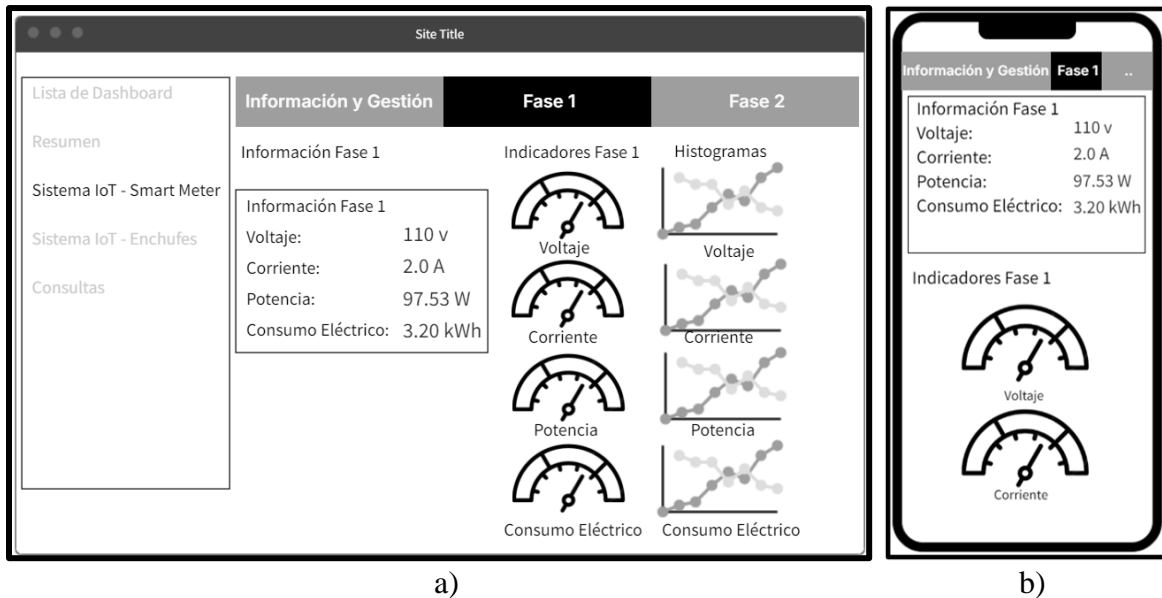 Site Title
Lista de Dashboard
Resumen
Sistema IoT - Smart Meter
Sistema IoT - Enchufes
Consultas
Información y Gestión Fase 1 Fase 2
Información Fase 1
Información Fase 1
Voltaje: 110 v
Corriente: 2.0 A
Potencia: 97.53 W
Consumo Eléctrico: 3.20 kWh
Indicadores Fase 1
Voltaje
Corriente
Potencia
Consumo Eléctrico
Histogramas
Voltaje
Corriente
Potencia
Consumo Eléctrico
a)
Información y Gestión Fase 1 ..
Información Fase 1
Voltaje: 110 v
Corriente: 2.0 A
Potencia: 97.53 W
Consumo Eléctrico: 3.20 kWh
Indicadores Fase 1
Voltaje
Corriente
b)